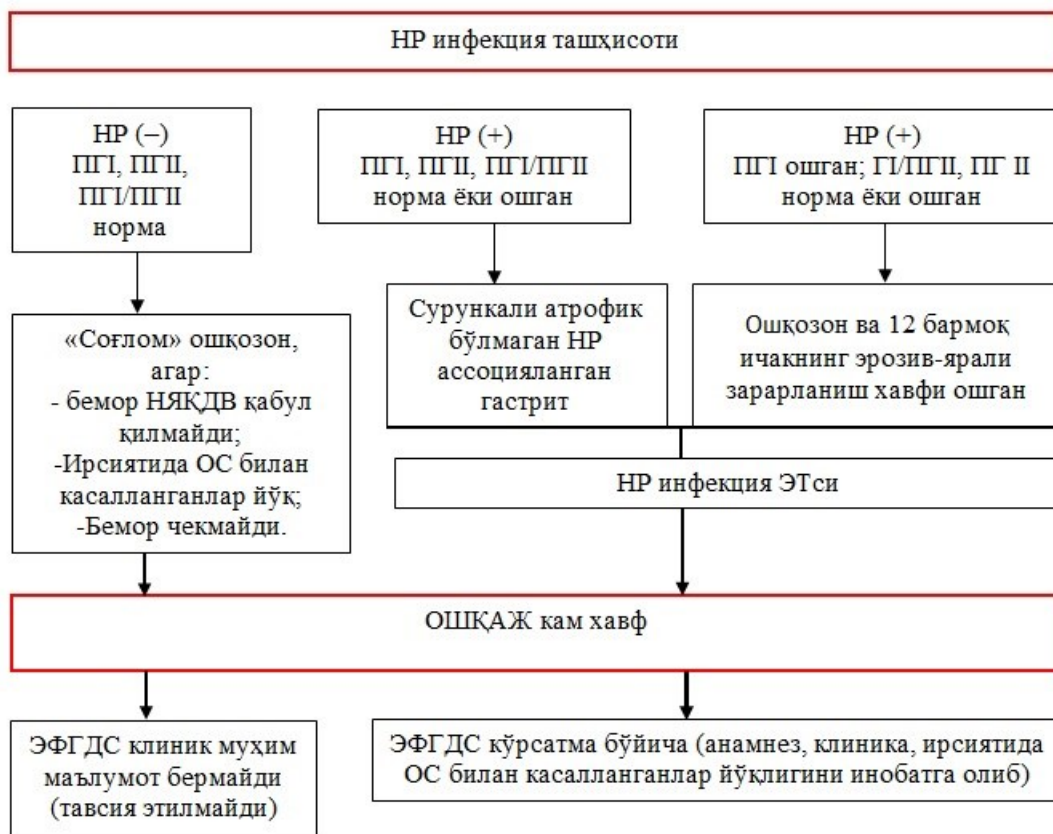 НР инфекция ташҳисоти
НР (–)
ПГI, ПГII,
ПГI/ПГII
норма
НР (+)
ПГI, ПГII, ПГI/ПГII
норма ёки ошган
НР (+)
ПГI ошган; ГI/ПГII, ПГ II
норма ёки ошган
«Соғлом» ошқозон,
агар:
- бемор НЯҚДВ қабул
қилмайди;
-Ирсиятида ОС билан
касалланганлар йўқ;
-Бемор чекмайди.
Сурункали атрофик
бўлмаган НР
ассоцияланган
гастрит
Ошқозон ва 12 бармоқ
ичакнинг эрозив-ярали
зарарланиш хавфи ошган
НР инфекция ЭТси
ОШҚАЖ кам хавф
ЭФГДС клиник муҳим
маълумот бермайди
(тавсия этилмайди)
ЭФГДС кўрсатма бўйича (анамнез, клиника, ирсиятида
ОС билан касалланганлар йўқлигини инобатга олиб)